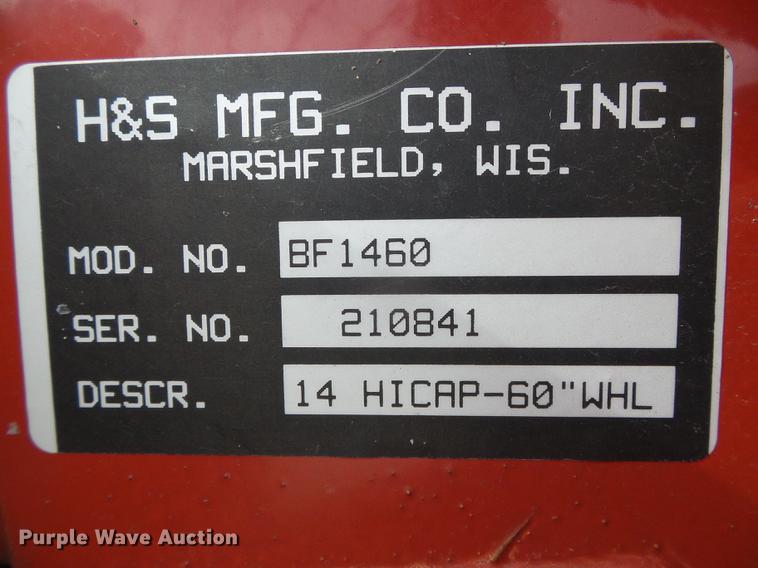 H&S MFG. CO. INC.
MARSHFIELD, WIS.
MOD. NO. BF1460
SER. NO. 210841
DESCR. 14 HICAP-60"WHL
Purple Wave Auction